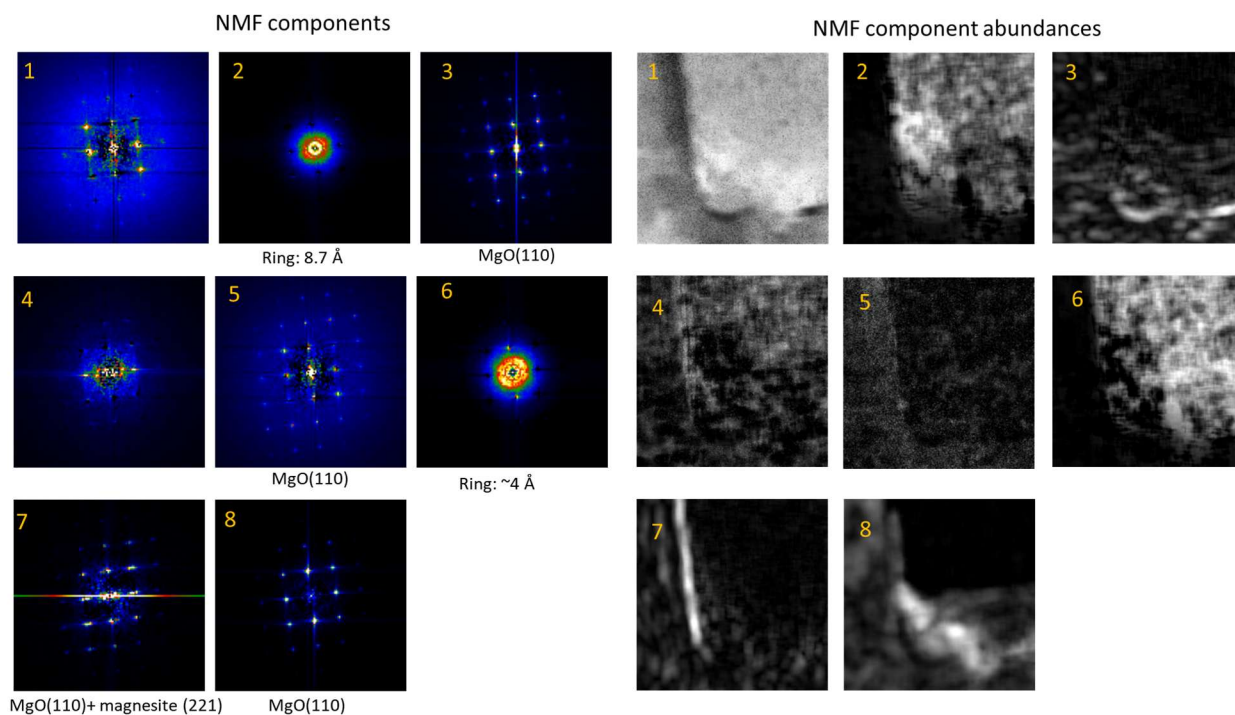 NMF components
NMF component abundances
1
2
3
1
2
3
Ring: 8.7 Å
MgO(110)
4
5
6
4
5
6
MgO(110)
Ring: ~4 Å
7
8
7
8
MgO(110)+ magnesite (221)
MgO(110)